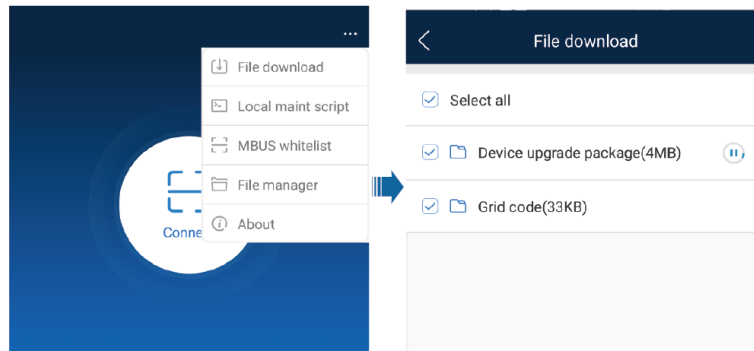 File download
Local maint script
MBUS whitelist
File manager
About
Conne
File download
Select all
Device upgrade package(4MB)
Grid code(33KB)